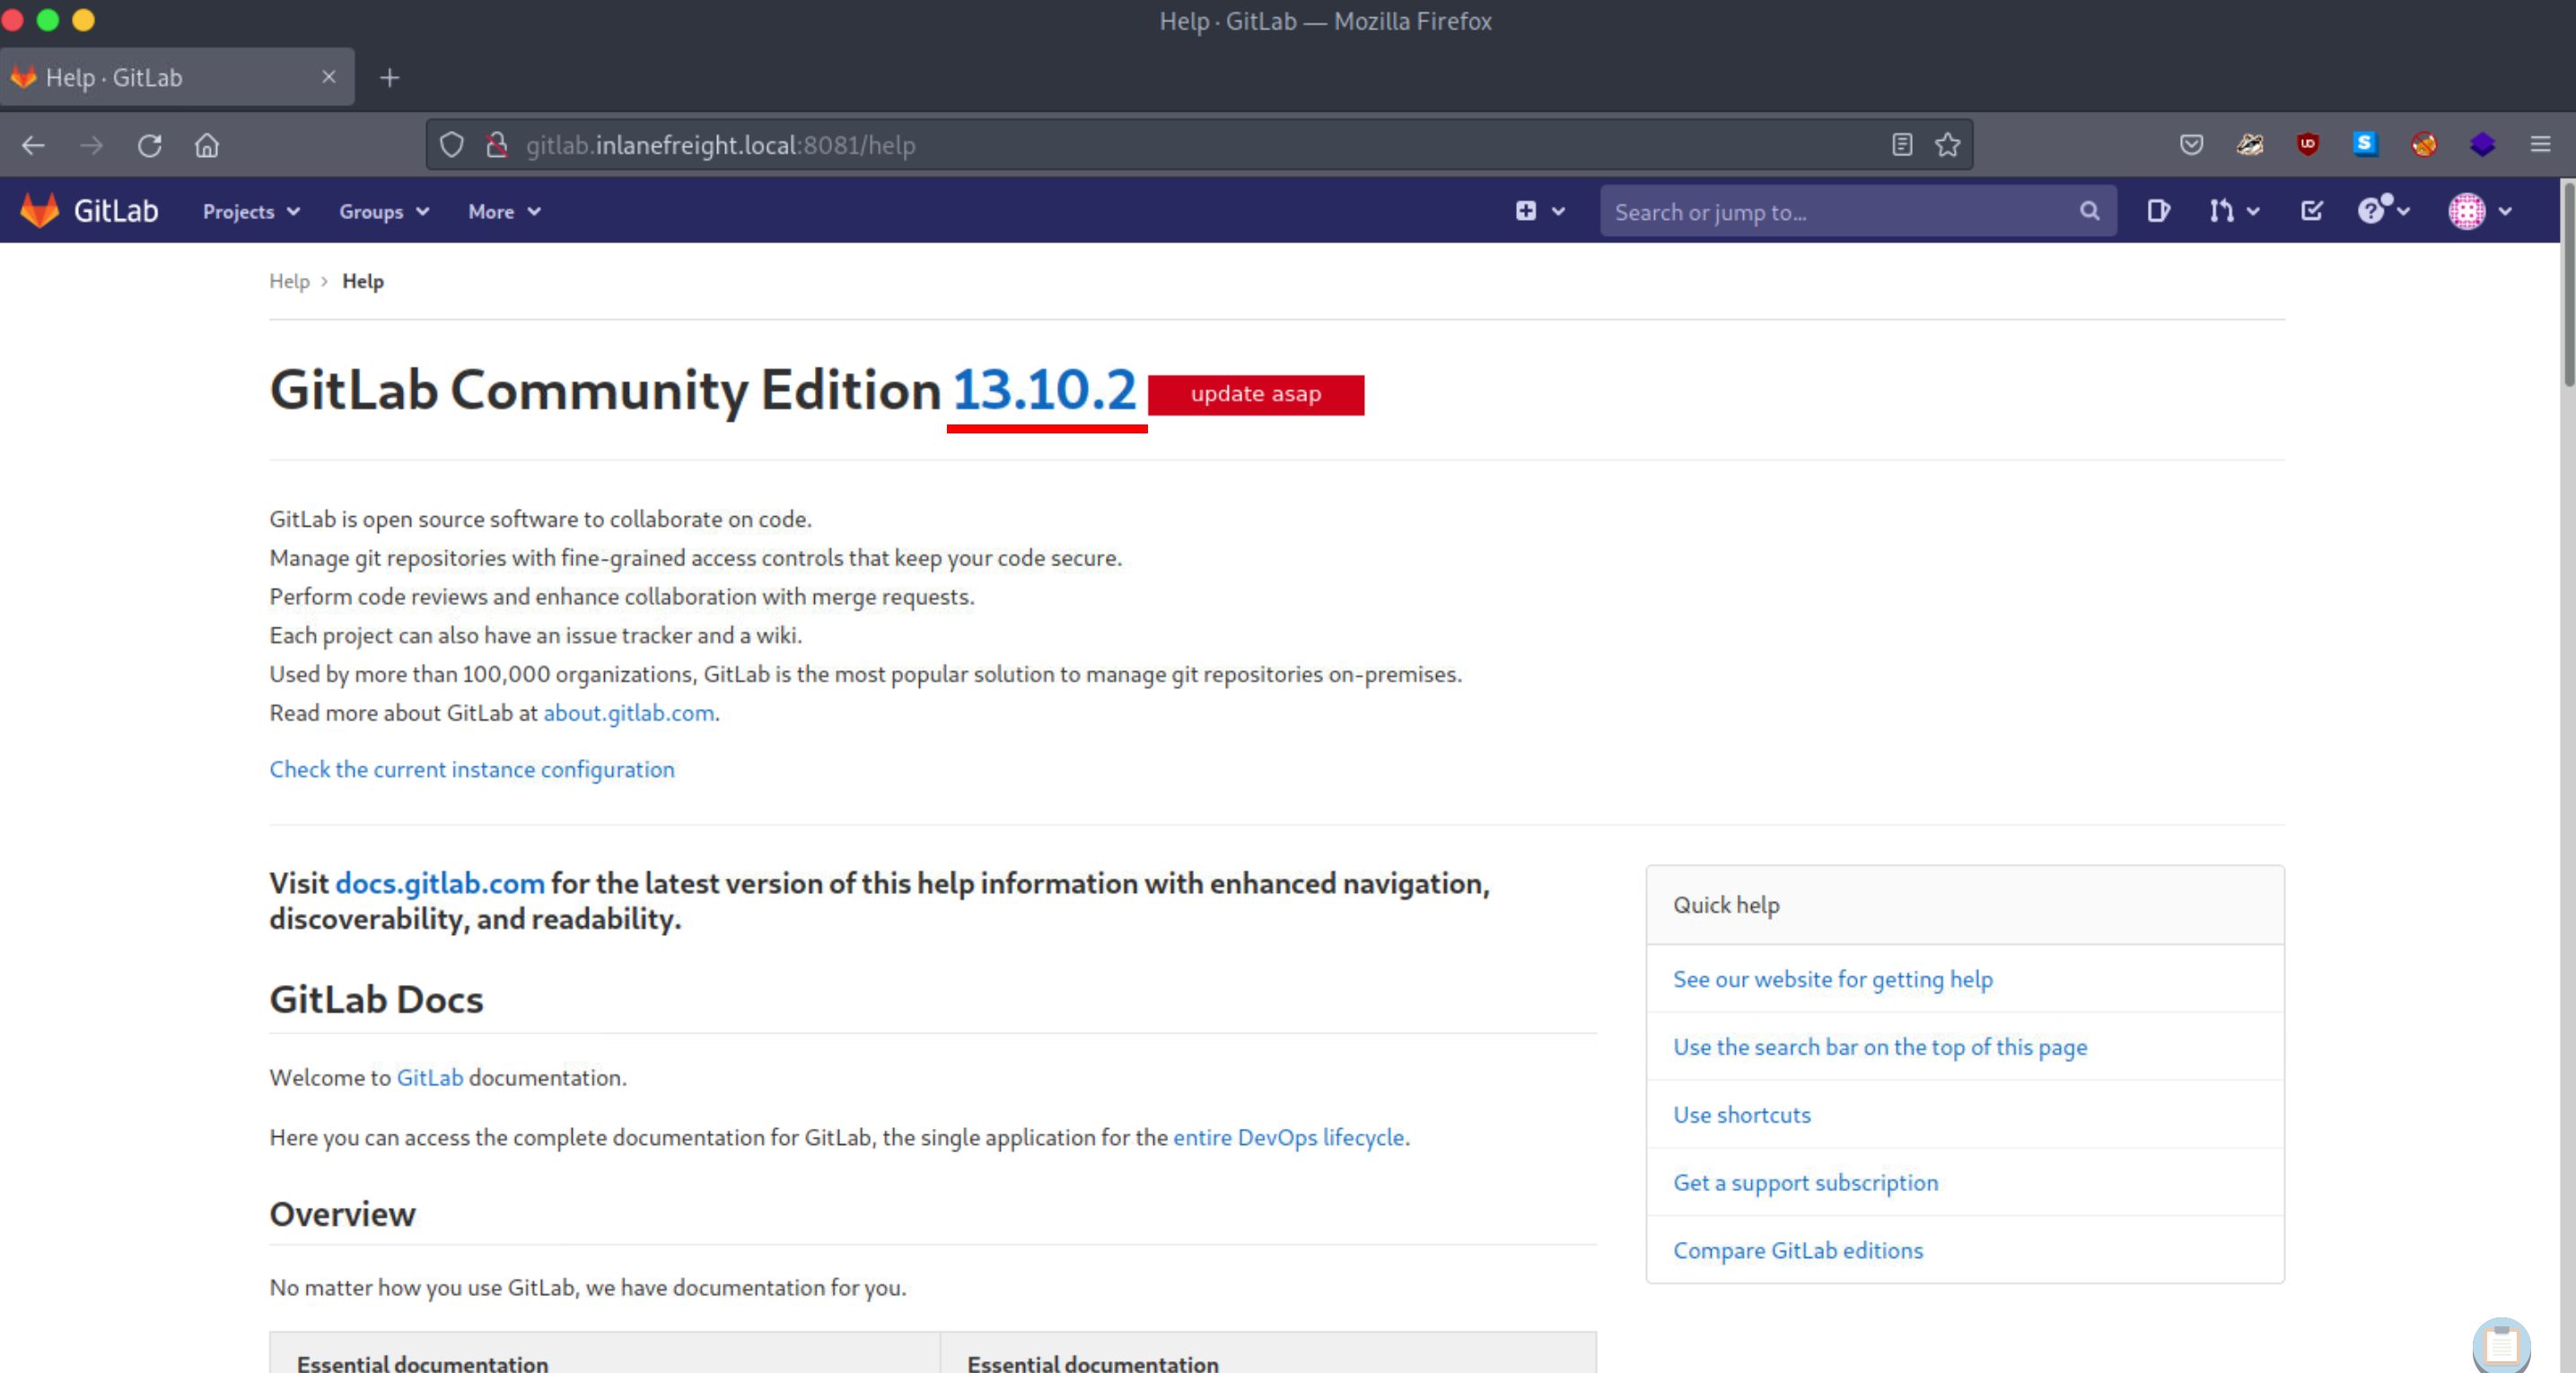 Help · GitLab — Mozilla Firefox
Help · GitLab
gitlab.inlanefreight.local:8081/help
GitLab Projects Groups More Search or jump to...
Help > Help
GitLab Community Edition 13.10.2 update asap
GitLab is open source software to collaborate on code.
Manage git repositories with fine-grained access controls that keep your code secure.
Perform code reviews and enhance collaboration with merge requests.
Each project can also have an issue tracker and a wiki.
Used by more than 100,000 organizations, GitLab is the most popular solution to manage git repositories on-premises.
Read more about GitLab at about.gitlab.com.
Check the current instance configuration
Visit docs.gitlab.com for the latest version of this help information with enhanced navigation,
discoverability, and readability.
GitLab Docs
Welcome to GitLab documentation.
Here you can access the complete documentation for GitLab, the single application for the entire DevOps lifecycle.
Overview
No matter how you use GitLab, we have documentation for you.
Essential documentation Essential documentation
Quick help
See our website for getting help
Use the search bar on the top of this page
Use shortcuts
Get a support subscription
Compare GitLab editions